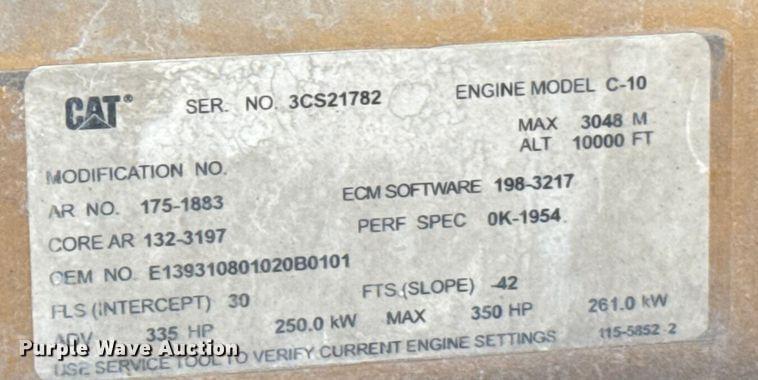 CAT® SER. NO. 3CS21782 ENGINE MODEL C-10
MAX 3048 M
ALT 10000 FT
MODIFICATION NO.
AR NO. 175-1883 ECM SOFTWARE 198-3217
CORE AR 132-3197 PERF SPEC 0K-1954
OEM NO. E139310801020B0101
FLS (INTERCEPT) 30 FTS (SLOPE) -42
ADV 335 HP 250.0 kW MAX 350 HP 261.0 kW
USE SERVICE TOOL TO VERIFY CURRENT ENGINE SETTINGS 115-5852 2
Purple Wave Auction